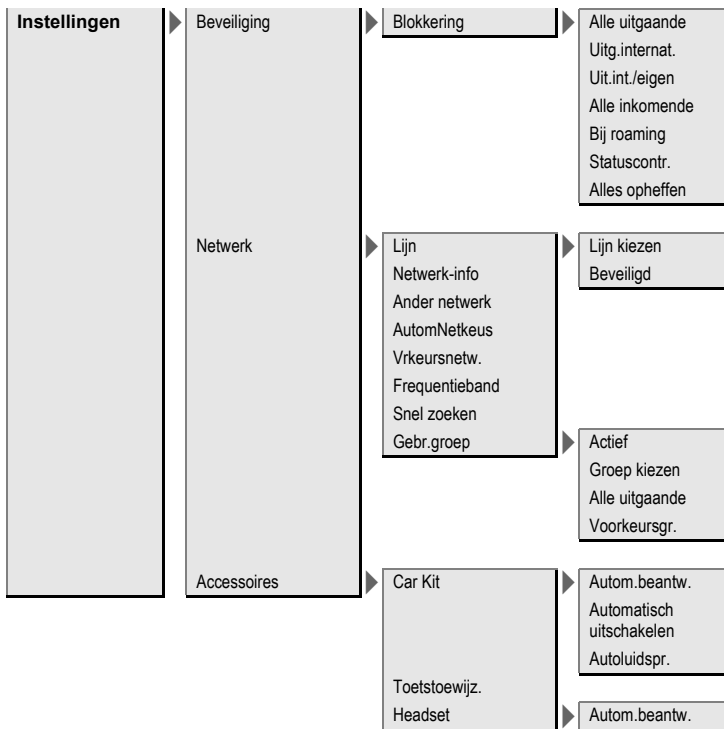 Instellingen
Beveiliging
Blokkering
Alle uitgaande
Uitg.internat.
Uit.int./eigen
Alle inkomende
Bij roaming
Statuscontr.
Alles opheffen
Netwerk
Lijn
Lijn kiezen
Beveiligd
Netwerk-info
Ander netwerk
AutomNetkeus
Vrkeursnetw.
Frequentieband
Snel zoeken
Gebr.groep
Actief
Groep kiezen
Alle uitgaande
Voorkeursgr.
Accessoires
Car Kit
Autom.beantw.
Automatisch
uitschakelen
Autoluidspr.
Toetstoewijz.
Headset
Autom.beantw.